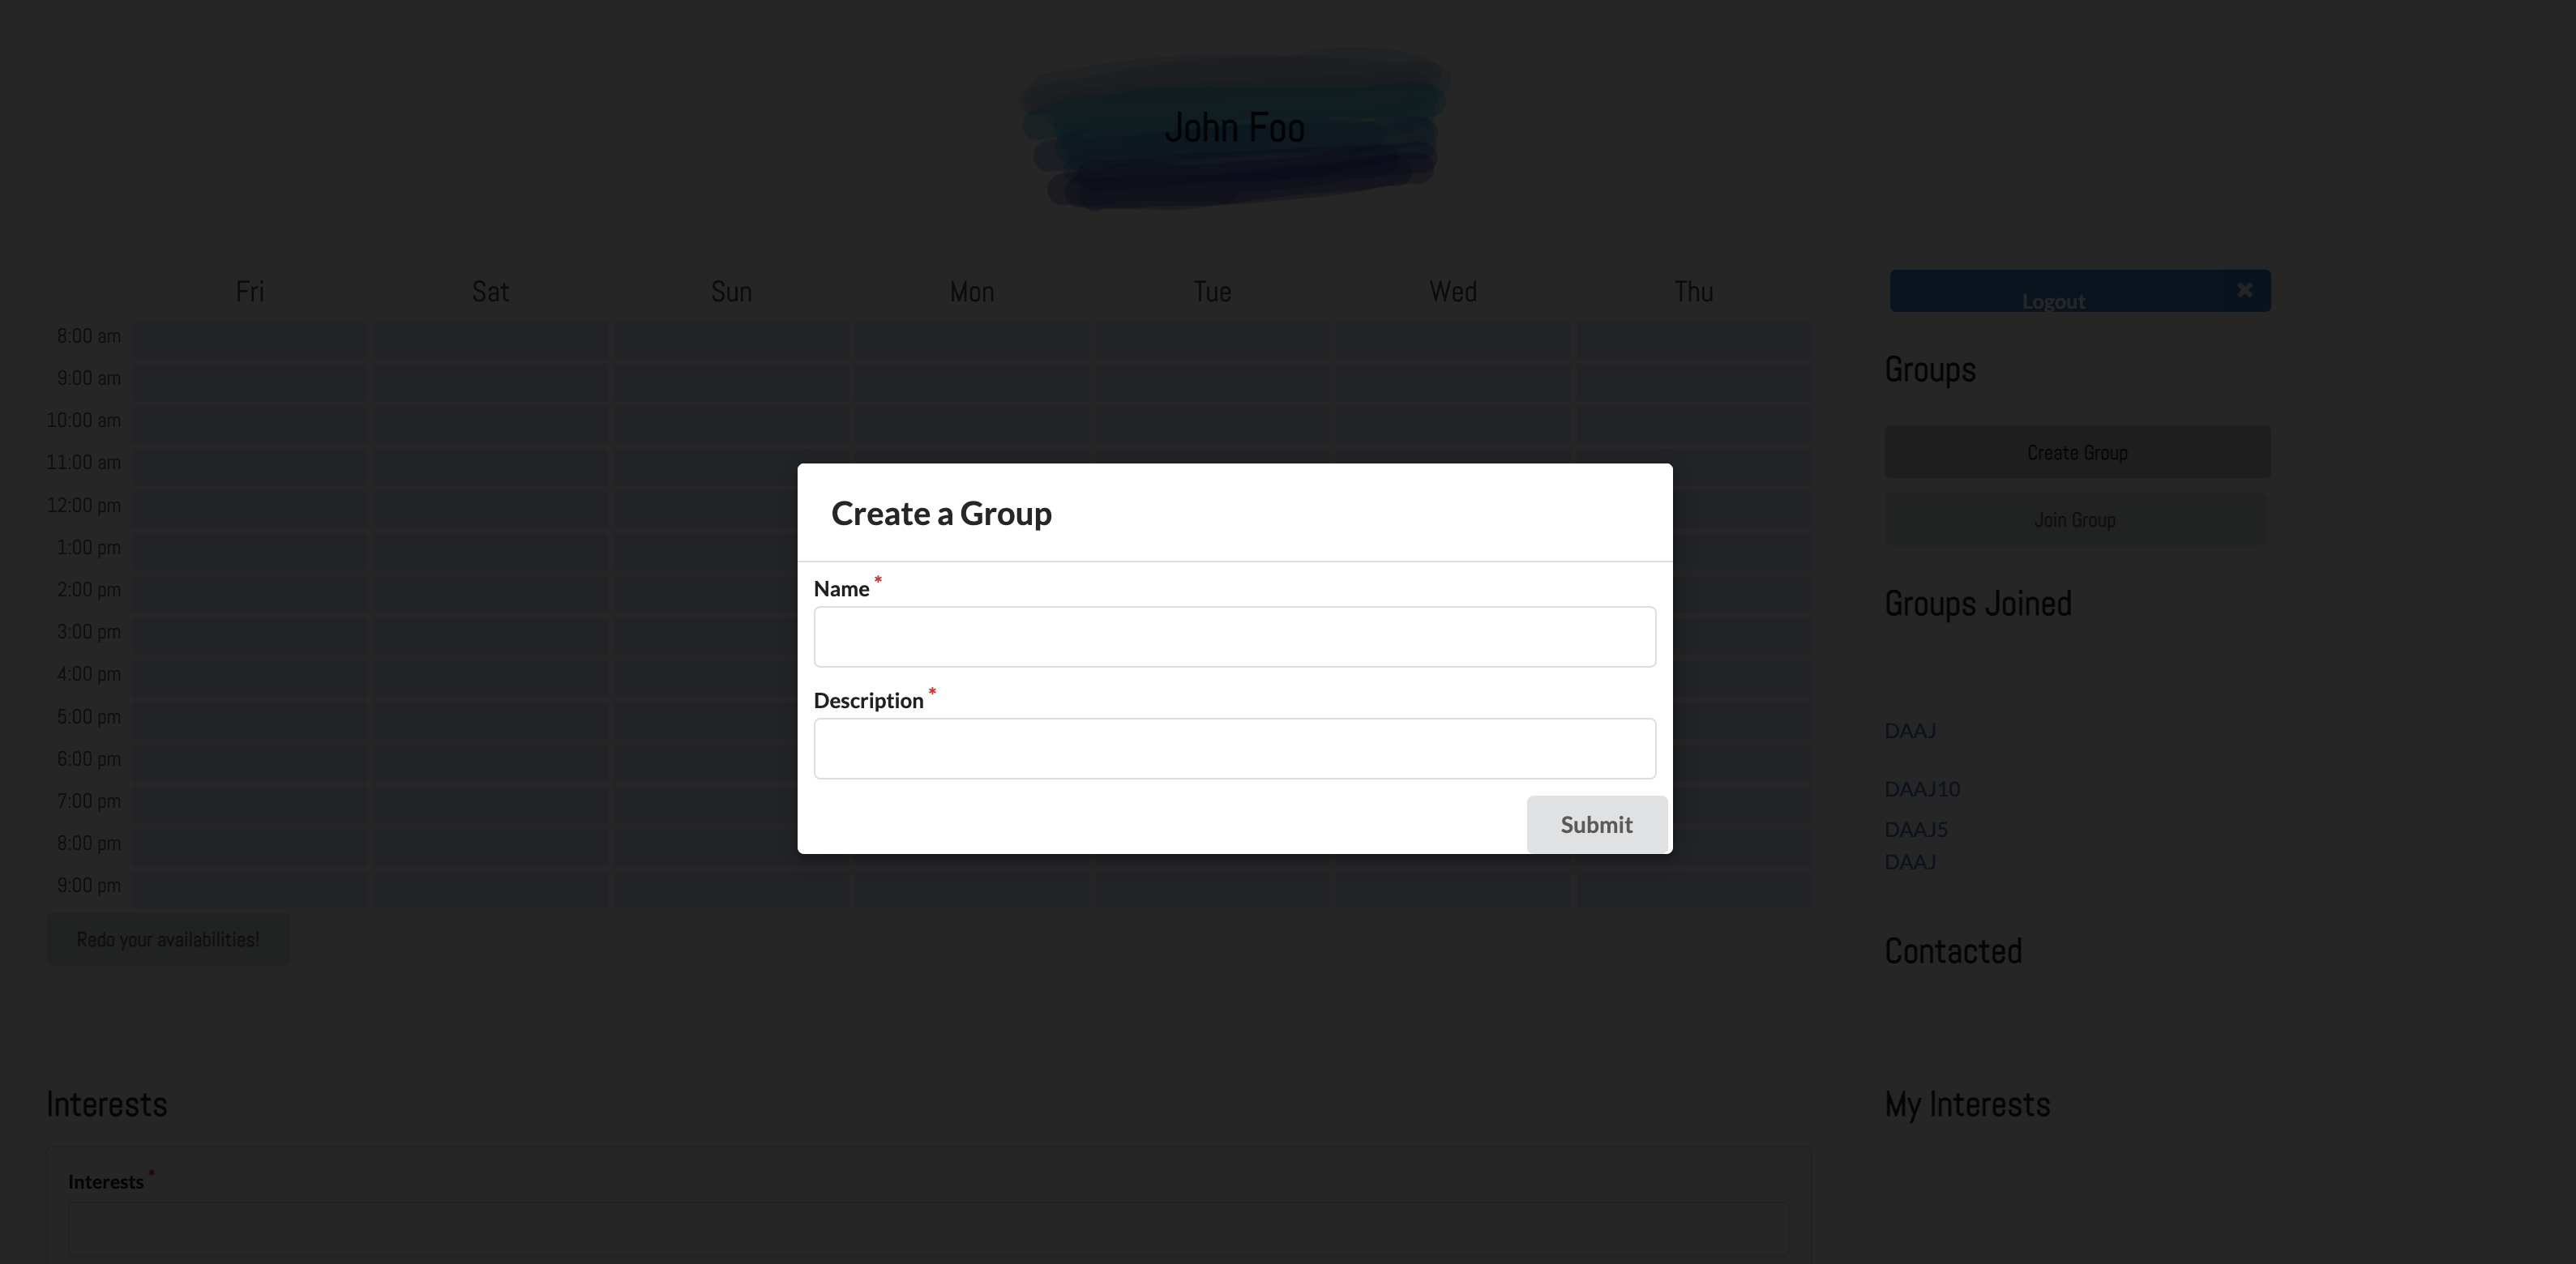 John Foo
Fri Sat Sun Mon Tue Wed Thu
8:00 am
9:00 am
10:00 am
11:00 am
12:00 pm
1:00 pm
2:00 pm
3:00 pm
4:00 pm
5:00 pm
6:00 pm
7:00 pm
8:00 pm
9:00 pm
Redo your availabilities!
Logout
Groups
Create Group
Join Group
Groups Joined
DAAJ
DAAJ10
DAAJ5
DAAJ
Contacted
Create a Group
Name *
Description *
Submit
Interests
Interests *
My Interests